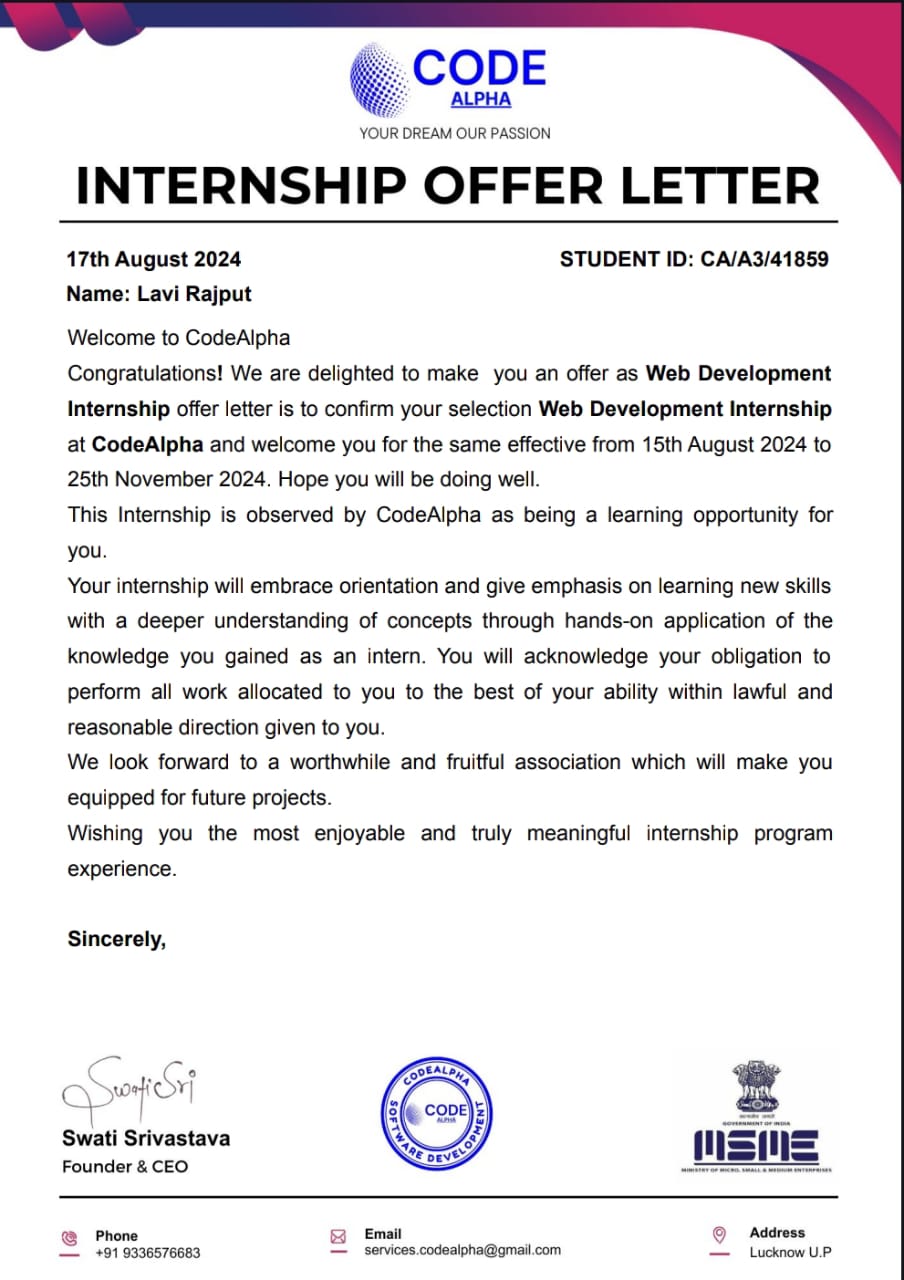 CODE
ALPHA
YOUR DREAM OUR PASSION
INTERNSHIP OFFER LETTER
17th August 2024 STUDENT ID: CA/A3/41859
Name: Lavi Rajput
Welcome to CodeAlpha
Congratulations! We are delighted to make you an offer as Web Development
Internship offer letter is to confirm your selection Web Development Internship
at CodeAlpha and welcome you for the same effective from 15th August 2024 to
25th November 2024. Hope you will be doing well.
This Internship is observed by CodeAlpha as being a learning opportunity for
you.
Your internship will embrace orientation and give emphasis on learning new skills
with a deeper understanding of concepts through hands-on application of the
knowledge you gained as an intern. You will acknowledge your obligation to
perform all work allocated to you to the best of your ability within lawful and
reasonable direction given to you.
We look forward to a worthwhile and fruitful association which will make you
equipped for future projects.
Wishing you the most enjoyable and truly meaningful internship program
experience.
Sincerely,
SwatiSri
Swati Srivastava
Founder & CEO
CODEALPHA
SOFTWARE DEVELOPMENT
CODE
ALPHA
सत्यमेव जयते
GOVERNMENT OF INDIA
MSME
MINISTRY OF MICRO, SMALL & MEDIUM ENTERPRISES
Phone
+91 9336576683
Email
services.codealpha@gmail.com
Address
Lucknow U.P